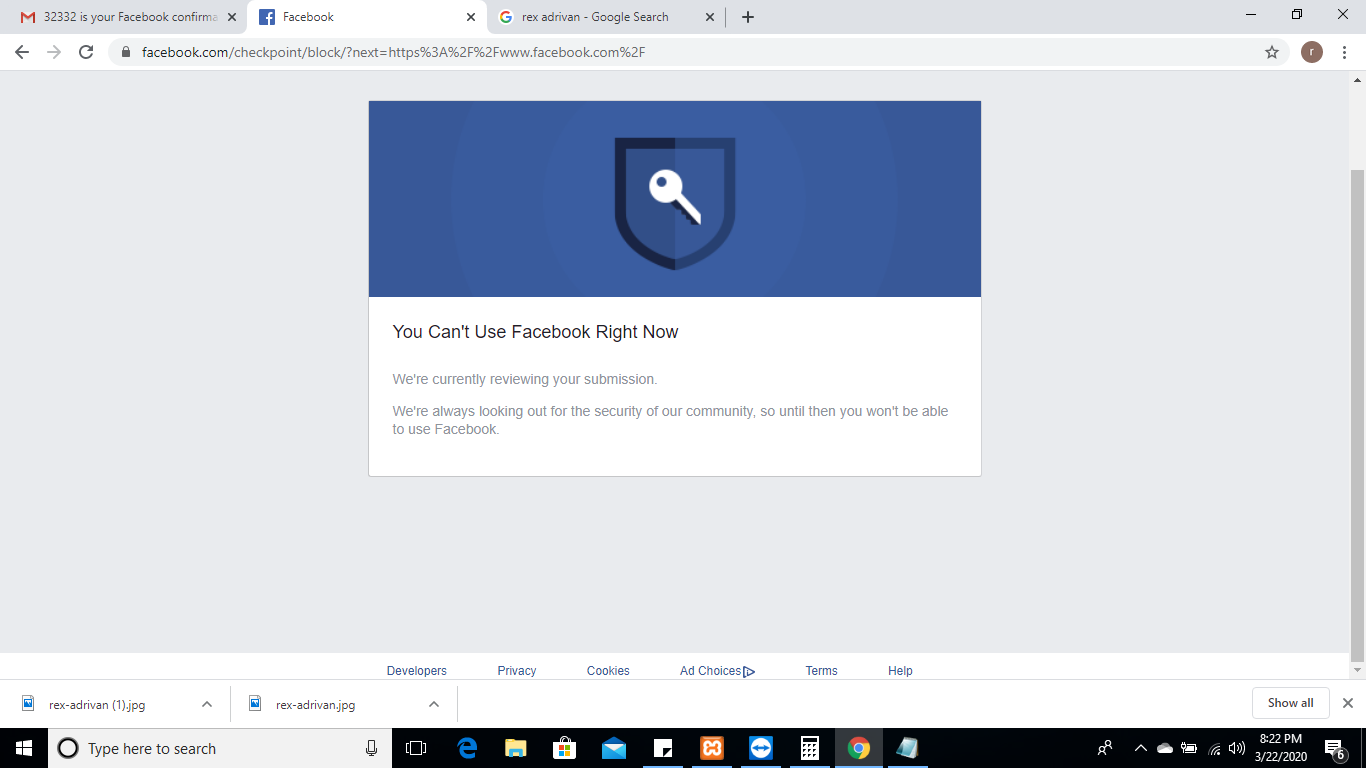 32332 is your Facebook confirma
Facebook
rex adrivan - Google Search
facebook.com/checkpoint/block/?next=https%3A%2F%2Fwww.facebook.com%2F
r
You Can't Use Facebook Right Now
We're currently reviewing your submission.
We're always looking out for the security of our community, so until then you won't be able
to use Facebook.
Developers Privacy Cookies Ad Choices Terms Help
rex-adrivan (1).jpg
rex-adrivan.jpg
Show all
Type here to search
8:22 PM
3/22/2020
6